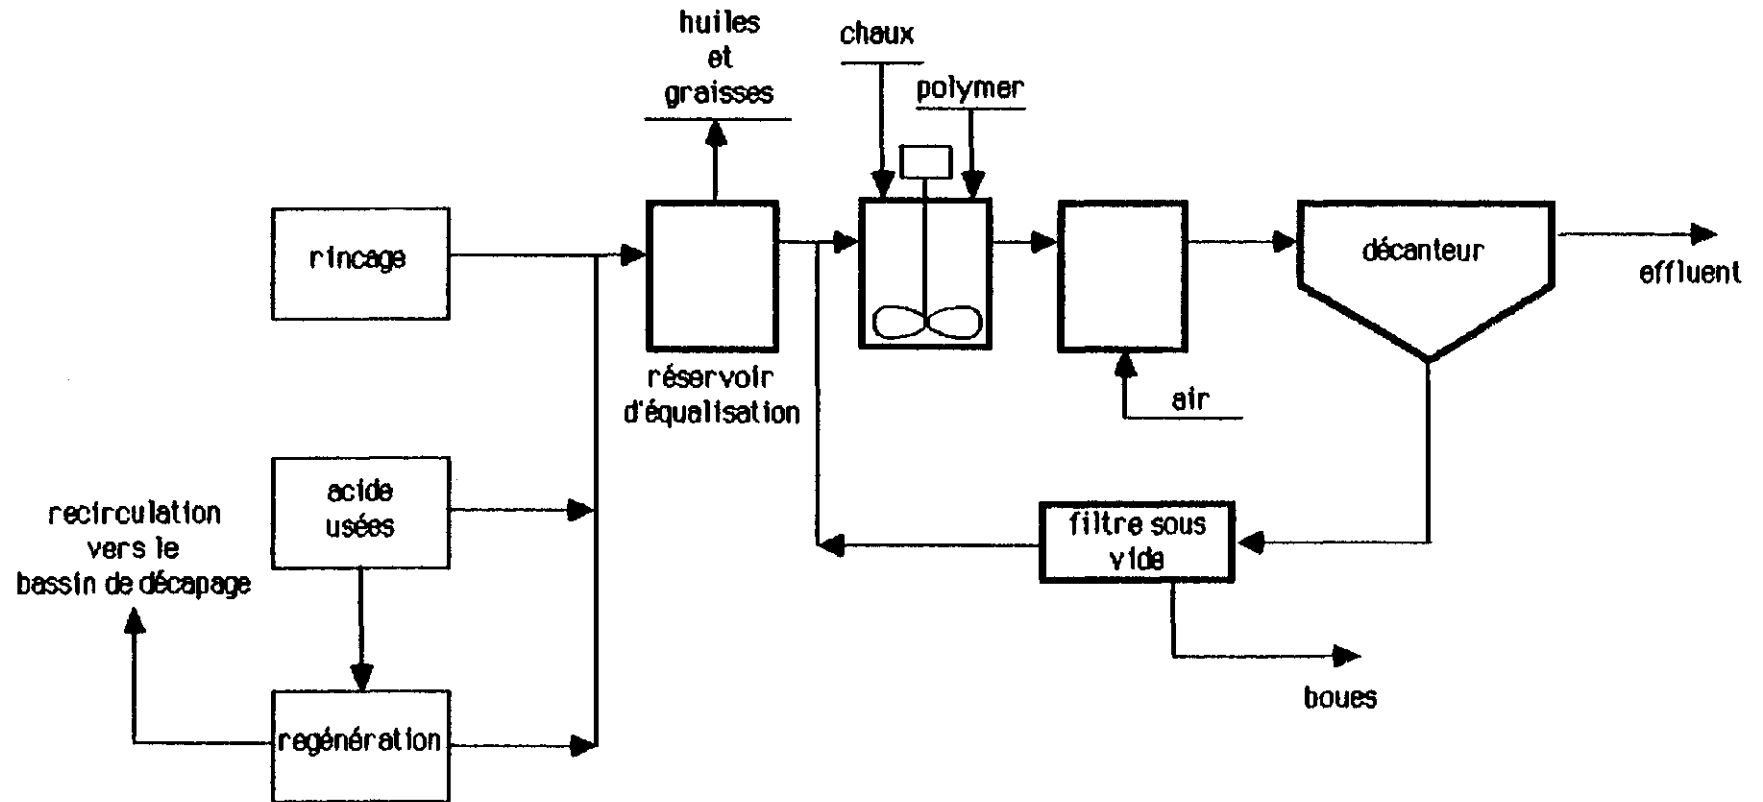 huiles
et
graisses
chaux
polymer
rincage
décanteur
effluent
réservoir
d'équalisation
air
acide
usées
recirculation
vers le
bassin de décapage
filtre sous
vide
regénération
boues